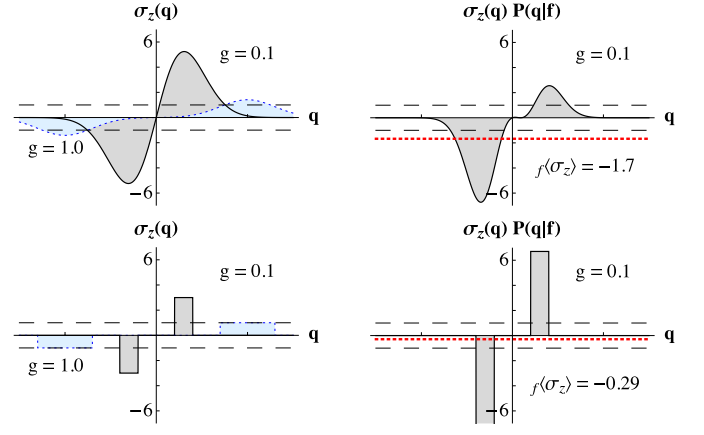 σz(q)
6
g = 0.1
q
g = 1.0
−6
σz(q) P(q|f)
6
g = 0.1
q
−6
f⟨σz⟩ = −1.7
σz(q)
6
g = 0.1
q
g = 1.0
−6
σz(q) P(q|f)
6
g = 0.1
q
−6
f⟨σz⟩ = −0.29